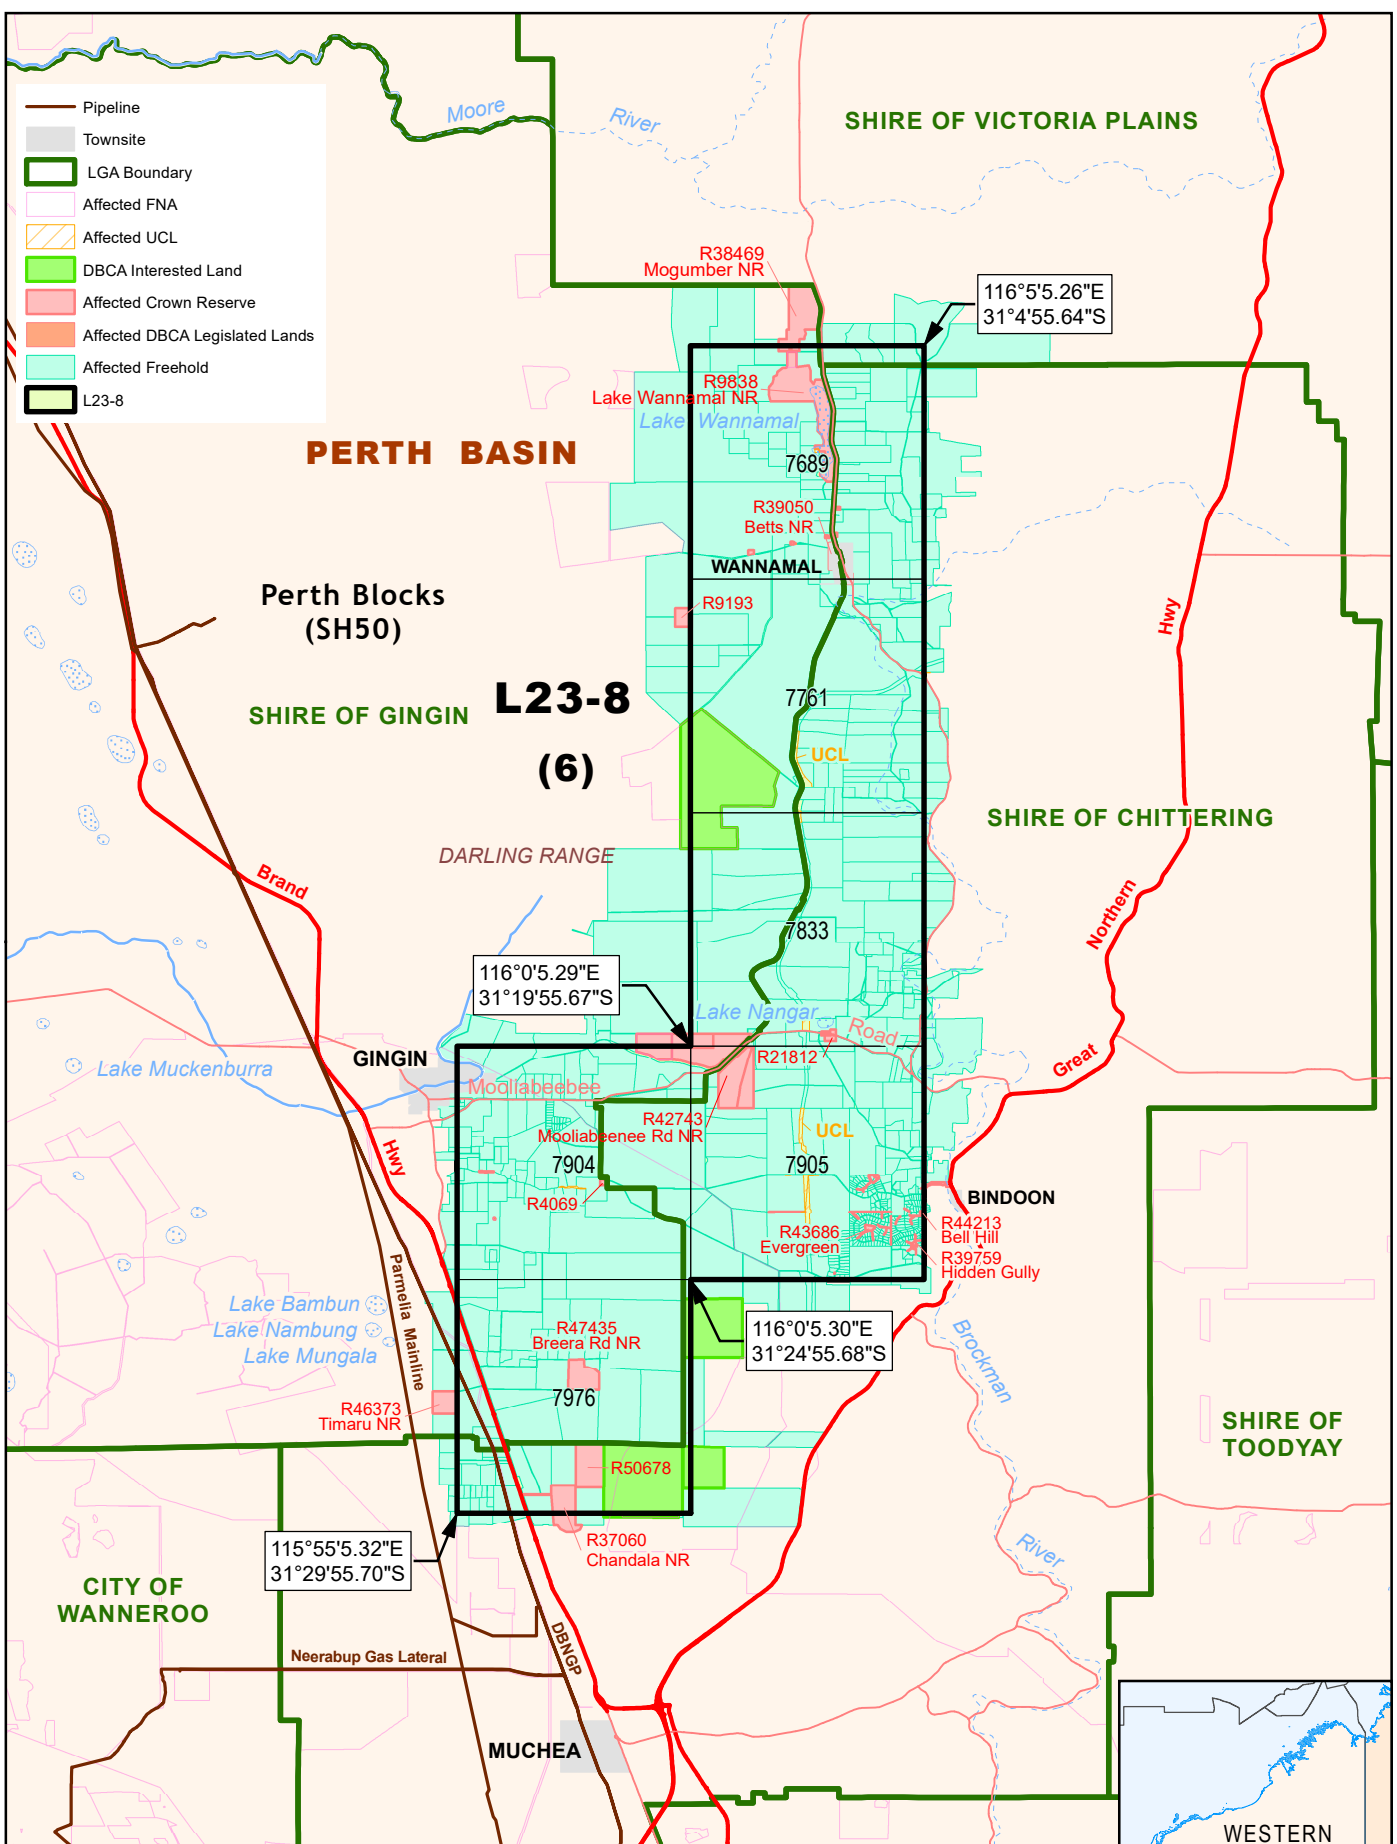 Pipeline
Townsite
LGA Boundary
Affected FNA
Affected UCL
DBCA Interested Land
Affected Crown Reserve
Affected DBCA Legislated Lands
Affected Freehold
L23-8
Moore
River
SHIRE OF VICTORIA PLAINS
R38469
Mogumber NR
116°5'5.26"E
31°4'55.64"S
R9838
Lake Wannamal NR
Lake Wannamal
PERTH BASIN
7689
R39050
Betts NR
WANNAMAL
Perth Blocks
(SH50)
R9193
Hwy
L23-8
(6)
SHIRE OF GINGIN
7761
UCL
SHIRE OF CHITTERING
DARLING RANGE
Brand
Northern
7833
116°0'5.29"E
31°19'55.67"S
Lake Nangar
Road
GINGIN
R21812
Great
Lake Muckenburra
Mooliabeebee
R42743
Mooliabeenee Rd NR
UCL
Hwy
7904
7905
R4069
BINDOON
R43686
Evergreen
R44213
Bell Hill
R39759
Hidden Gully
Parmelia Mainline
Lake Bambun
Lake Nambung
Lake Mungala
R47435
Breera Rd NR
116°0'5.30"E
31°24'55.68"S
Brockman
7976
R46373
Timaru NR
SHIRE OF
TOODYAY
R50678
R37060
Chandala NR
115°55'5.32"E
31°29'55.70"S
River
CITY OF
WANNEROO
DBNGP
Neerabup Gas Lateral
MUCHEA
WESTERN